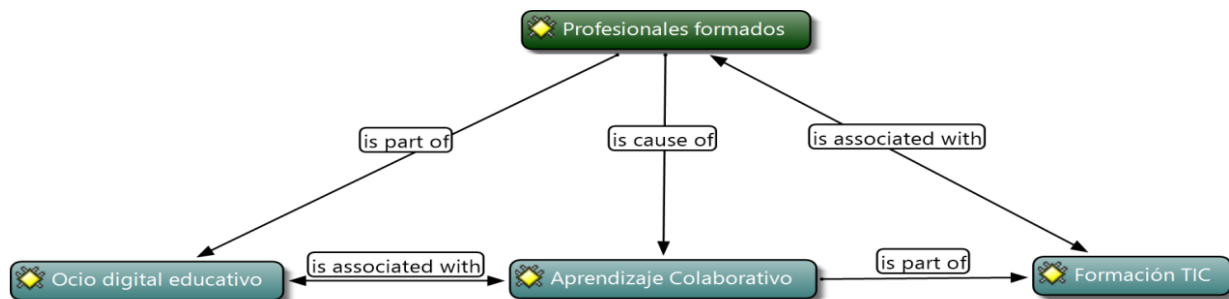 Profesionales formados
is part of
is cause of
is associated with
Ocio digital educativo
is associated with
Aprendizaje Colaborativo
is part of
Formación TIC